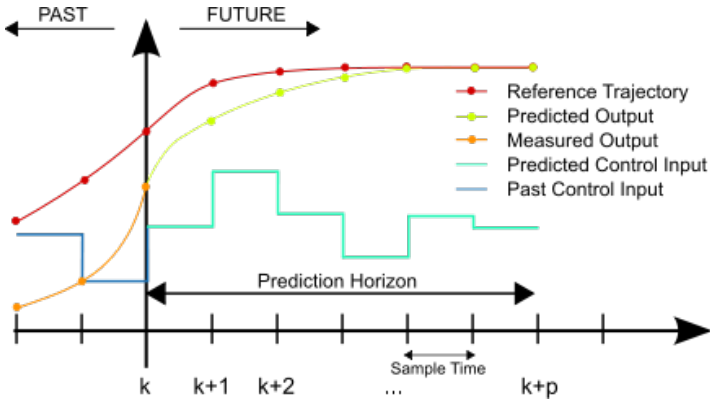 PAST
FUTURE
Reference Trajectory
Predicted Output
Measured Output
Predicted Control Input
Past Control Input
Prediction Horizon
Sample Time
k
k+1
k+2
...
k+p